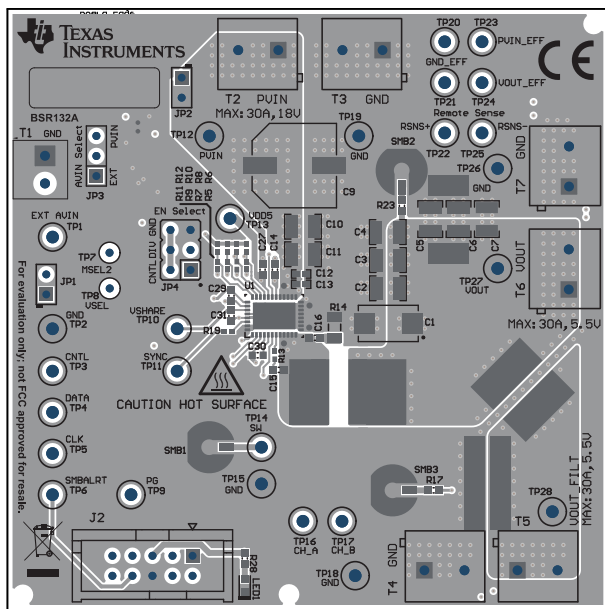 TEXAS
INSTRUMENTS
BSR132A
T1
GND
AVIN Select
PVIN
EXT
JP3
JP2
T2 PVIN
MAX:30A,18V
T3 GND
TP20
TP23
PVIN_EFF
GND_EFF
VOUT_EFF
TP21
TP24
Remote Sense
RSNS+
RSNS-
TP22
TP25
TP12
PVIN
TP19
GND
SMB2
TP26
GND
T7
GND
C9
R23
EXT AVIN
TP1
R12
R10
R8
R6
R11
R9
R7
R5
EN Select
GND
CNTL
DIV
JP4
VDD5
TP13
C14
C27
C10
C11
C12
C13
C4
C3
C2
C5
C6
C7
TP27
VOUT
T6 VOUT
MAX:30A,5.5V
TP7
MSEL2
TP8
VSEL
JP1
GND
TP2
VSHARE
TP10
C29
C31
R19
U1
R14
C16
C1
SYNC
TP11
C30
R13
C15
CNTL
TP3
CAUTION HOT SURFACE
DATA
TP4
TP14
SW
SMB1
CLK
TP5
TP15
GND
SMBALRT
TP6
PG
TP9
SMB3
R17
VOUT_FILT
MAX:30A,5.5V
TP28
T5
T4 GND
J2
R28
LED1
TP16
CH_A
TP17
CH_B
TP18
GND
For evaluation only; not FCC approved for resale.
CE